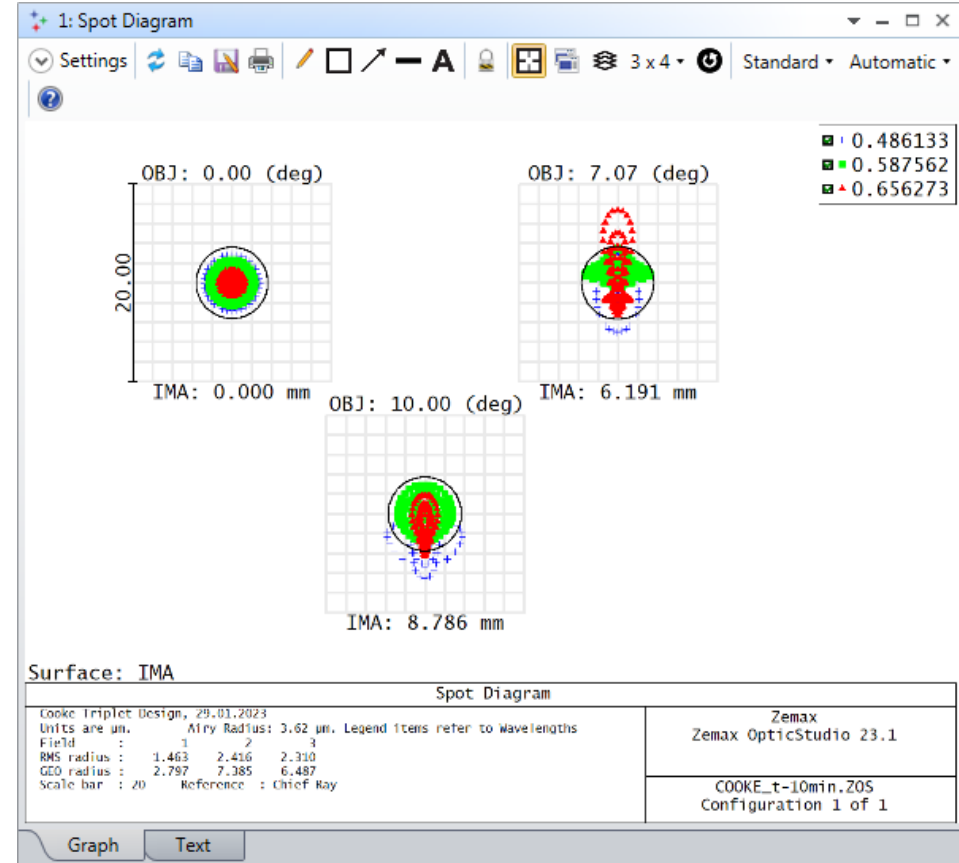 1: Spot Diagram
Settings A 3 x 4 Standard Automatic
0.486133
0.587562
0.656273
OBJ: 0.00 (deg)
OBJ: 7.07 (deg)
20.00
IMA: 0.000 mm
IMA: 6.191 mm
OBJ: 10.00 (deg)
IMA: 8.786 mm
Surface: IMA
Spot Diagram
Cooke Triplet Design, 29.01.2023
Units are µm. Airy Radius: 3.62 µm. Legend items refer to Wavelengths
Field : 1 2 3
RMS radius : 1.463 2.416 2.310
GEO radius : 2.797 7.385 6.487
Scale bar : 20 Reference : Chief Ray
Zemax
Zemax OpticStudio 23.1
COOKE_t-10min.ZOS
Configuration 1 of 1
Graph Text